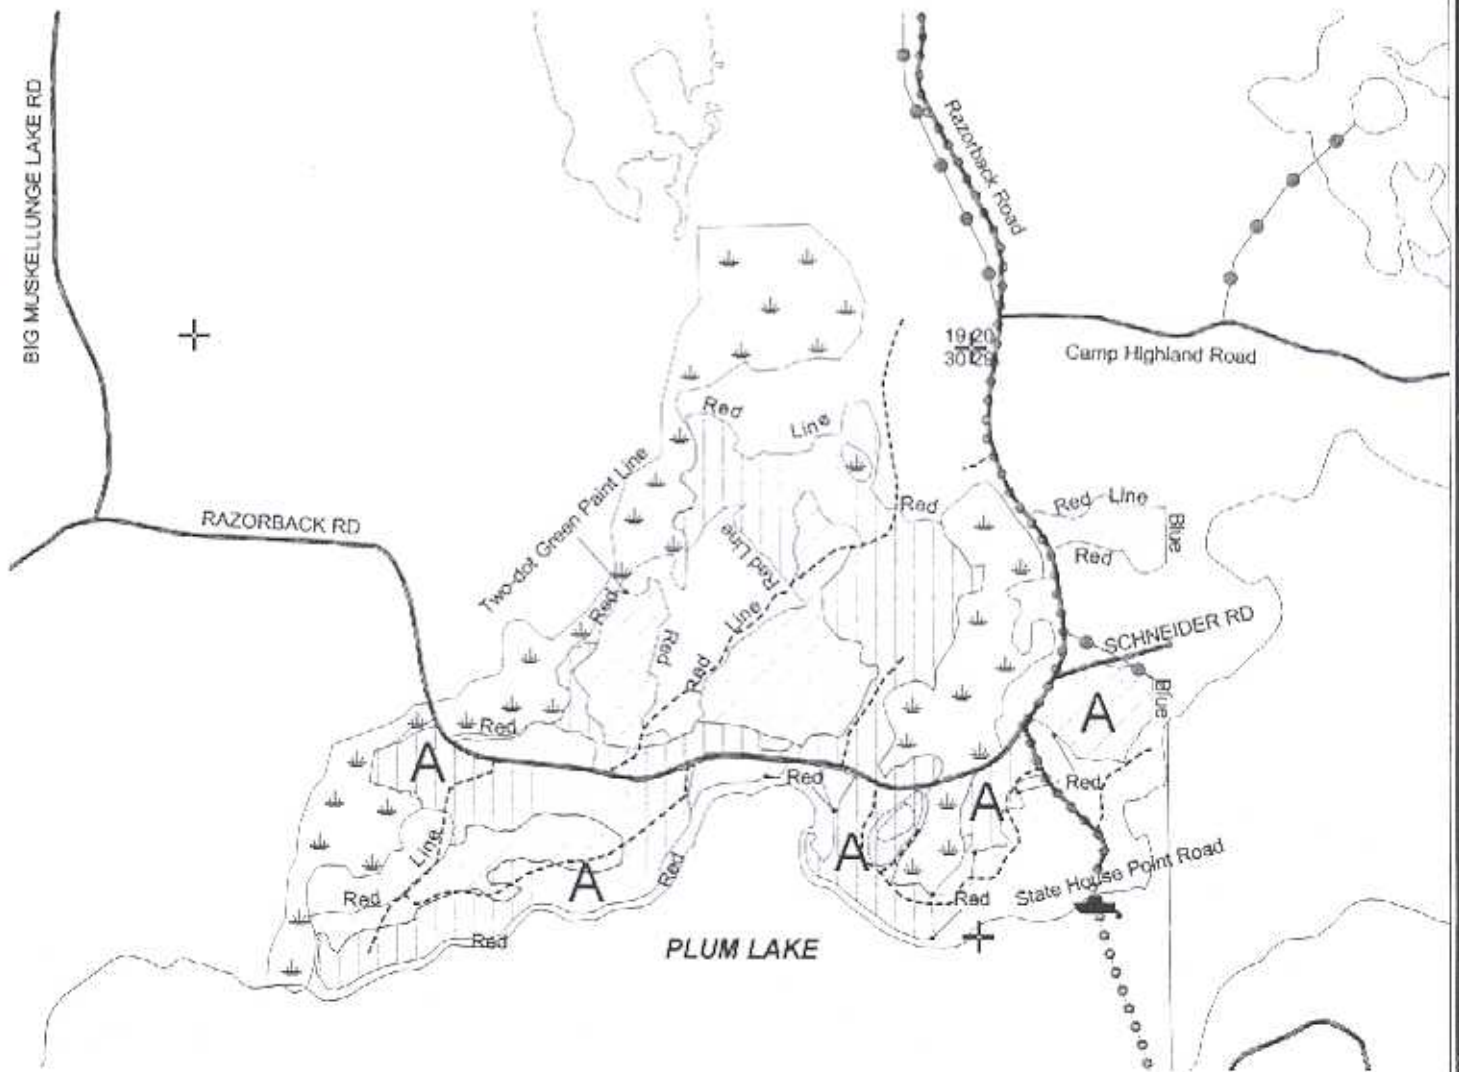 BIG MUSKELLUNGE LAKE RD
Razorback Road
19 20
30 29
Camp Highland Road
Red
Line
Two-dot Green Paint Line
RAZORBACK RD
Red
Red Line
Blue
Red
Red Line
Red
Line
Red
Red
SCHNEIDER RD
Blue
A
Red
A
Red
Red
A
Line
A
A
Red
Red
Red
State House Point Road
Red
PLUM LAKE